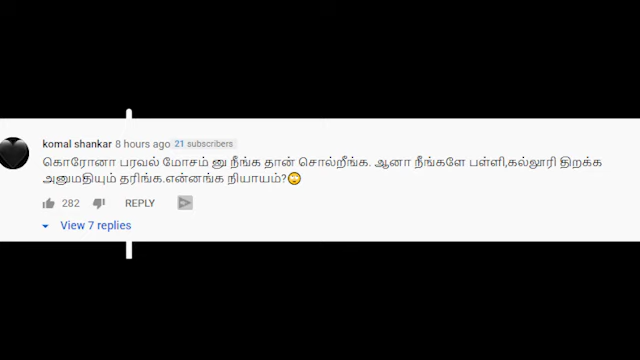 komal shankar 8 hours ago 21 subscribers
கொரோனா பரவல் மோசம் னு நீங்க தான் சொல்றீங்க. ஆனா நீங்களே பள்ளி,கல்லூரி திறக்க
அனுமதியும் தரிங்க.என்னங்க நியாயம்?🙄
282 REPLY
View 7 replies